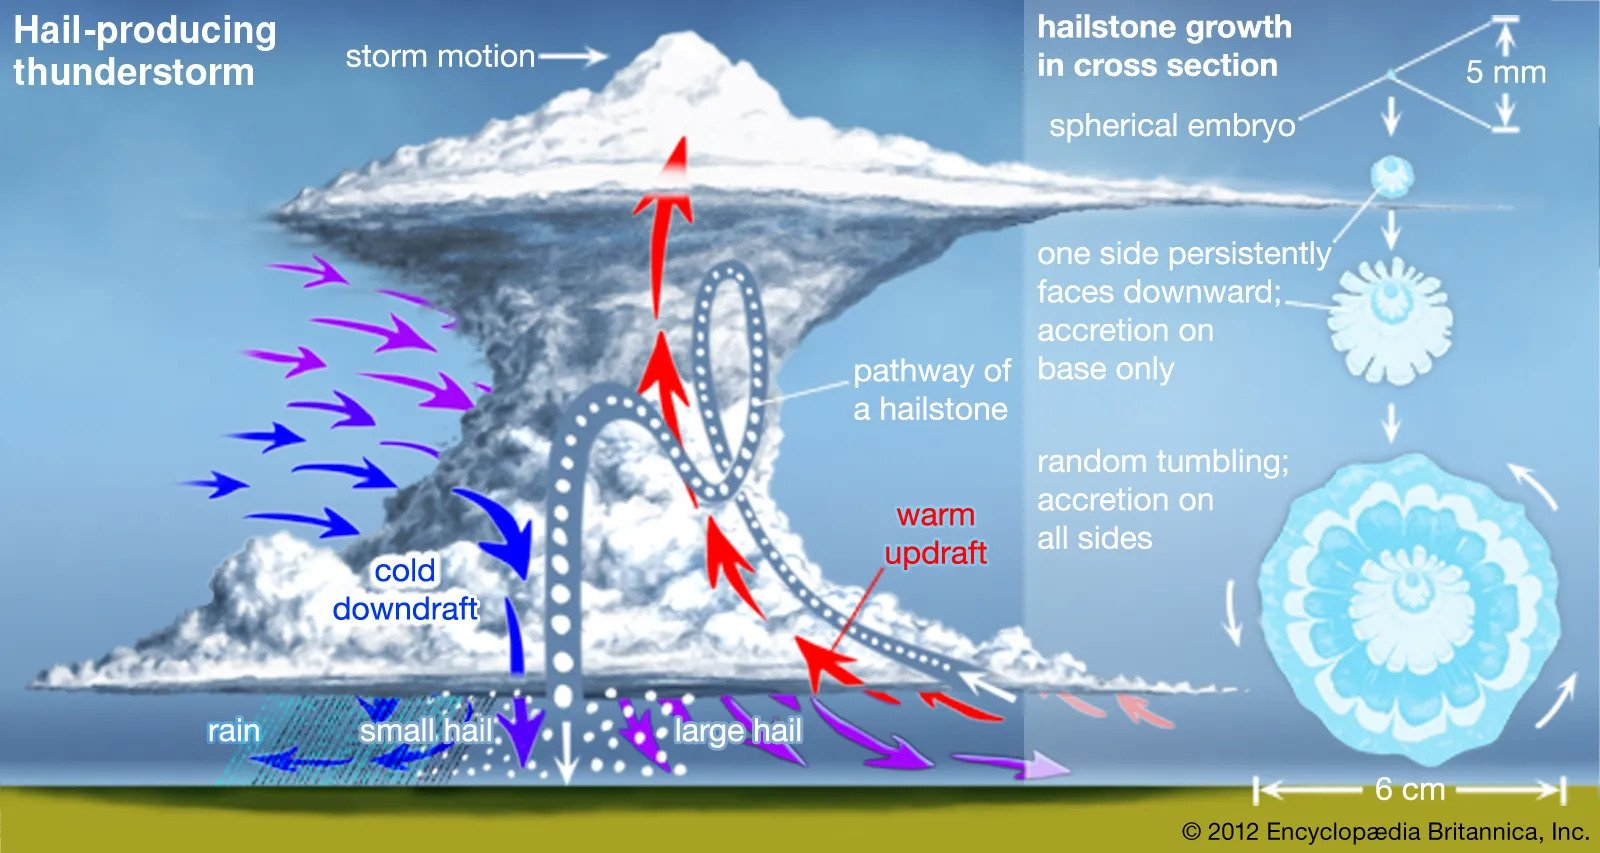 Hail-producing
thunderstorm
storm motion
pathway of
a hailstone
warm
updraft
cold
downdraft
rain
small hail
large hail
hailstone growth
in cross section
5 mm
spherical embryo
one side persistently
faces downward;
accretion on
base only
random tumbling;
accretion on
all sides
6 cm
© 2012 Encyclopædia Britannica, Inc.